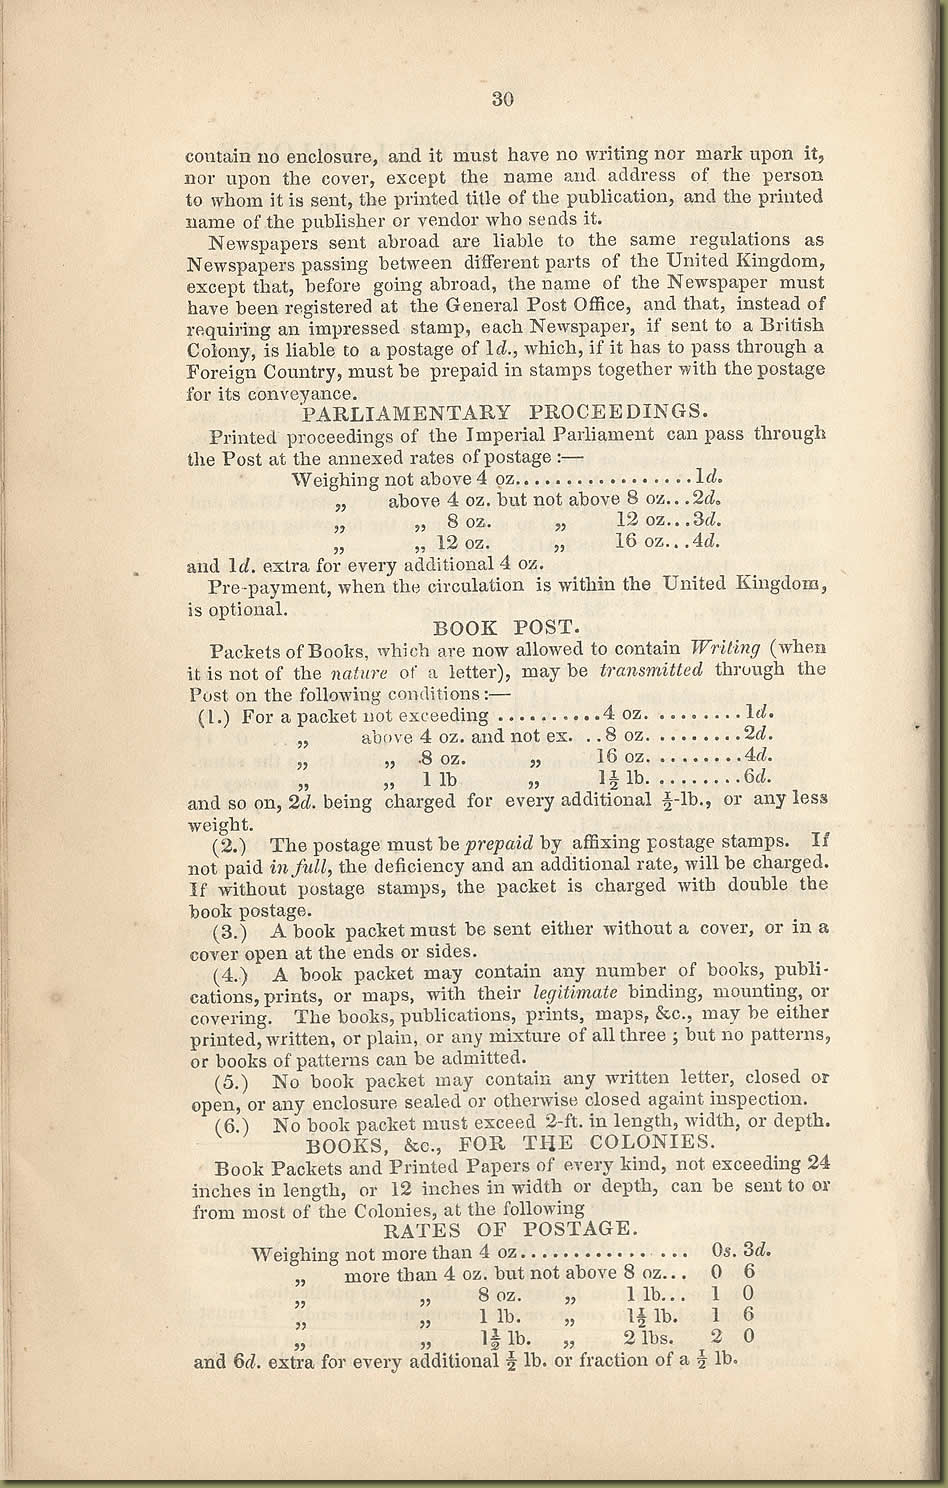 30
contain no enclosure, and it must have no writing nor mark upon it,
nor upon the cover, except the name and address of the person
to whom it is sent, the printed title of the publication, and the printed
name of the publisher or vendor who sends it.
Newspapers sent abroad are liable to the same regulations as
Newspapers passing between different parts of the United Kingdom,
except that, before going abroad, the name of the Newspaper must
have been registered at the General Post Office, and that, instead of
requiring an impressed stamp, each Newspaper, if sent to a British
Colony, is liable to a postage of 1d., which, if it has to pass through a
Foreign Country, must be prepaid in stamps together with the postage
for its conveyance.
PARLIAMENTARY PROCEEDINGS.
Printed proceedings of the Imperial Parliament can pass through
the Post at the annexed rates of postage :—
Weighing not above 4 oz.................1d.
„ above 4 oz. but not above 8 oz...2d.
„ „ 8 oz. „ 12 oz...3d.
„ „ 12 oz. „ 16 oz...4d.
and 1d. extra for every additional 4 oz.
Pre-payment, when the circulation is within the United Kingdom,
is optional.
BOOK POST.
Packets of Books, which are now allowed to contain Writing (when
it is not of the nature of a letter), may be transmitted through the
Post on the following conditions :—
(1.) For a packet not exceeding ..........4 oz. ........1d.
„ above 4 oz. and not ex. ..8 oz. ........2d.
„ „ 8 oz. „ 16 oz. ........4d.
„ „ 1 lb „ 1½ lb. ........6d.
and so on, 2d. being charged for every additional ½-lb., or any less
weight.
(2.) The postage must be prepaid by affixing postage stamps. If
not paid in full, the deficiency and an additional rate, will be charged.
If without postage stamps, the packet is charged with double the
book postage.
(3.) A book packet must be sent either without a cover, or in a
cover open at the ends or sides.
(4.) A book packet may contain any number of books, publi-
cations, prints, or maps, with their legitimate binding, mounting, or
covering. The books, publications, prints, maps, &c., may be either
printed, written, or plain, or any mixture of all three ; but no patterns,
or books of patterns can be admitted.
(5.) No book packet may contain any written letter, closed or
open, or any enclosure sealed or otherwise closed againt inspection.
(6.) No book packet must exceed 2-ft. in length, width, or depth.
BOOKS, &c., FOR THE COLONIES.
Book Packets and Printed Papers of every kind, not exceeding 24
inches in length, or 12 inches in width or depth, can be sent to or
from most of the Colonies, at the following
RATES OF POSTAGE.
Weighing not more than 4 oz............. ... 0s. 3d.
„ more than 4 oz. but not above 8 oz... 0 6
„ „ 8 oz. „ 1 lb... 1 0
„ „ 1 lb. „ 1½ lb. 1 6
„ „ 1½ lb. „ 2 lbs. 2 0
and 6d. extra for every additional ½ lb. or fraction of a ½ lb.